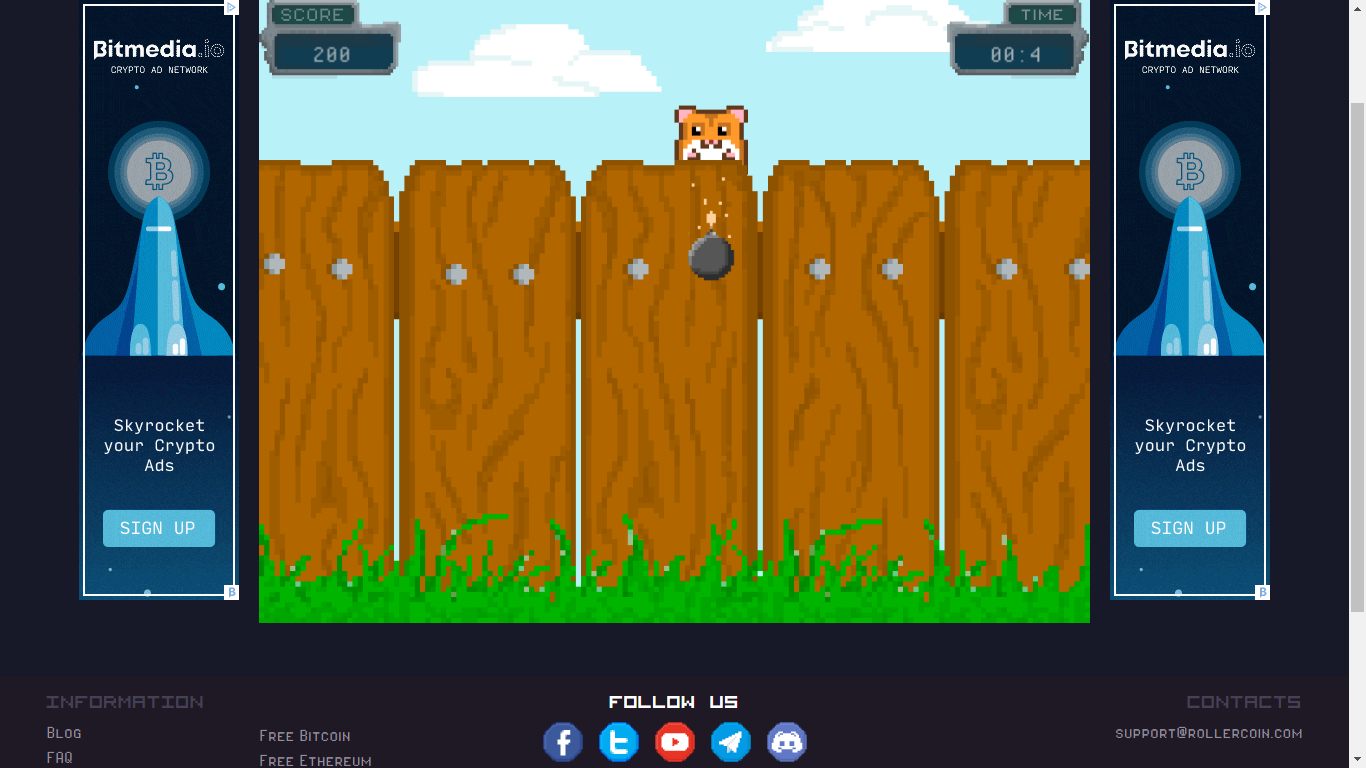 Bitmedia.io
CRYPTO AD NETWORK
Skyrocket
your Crypto
Ads
SIGN UP
B
SCORE
200
TIME
00:4
Bitmedia.io
CRYPTO AD NETWORK
Skyrocket
your Crypto
Ads
SIGN UP
B
INFORMATION
Blog
FAQ
Free Bitcoin
Free Ethereum
Follow us
Contacts
support@rollercoin.com